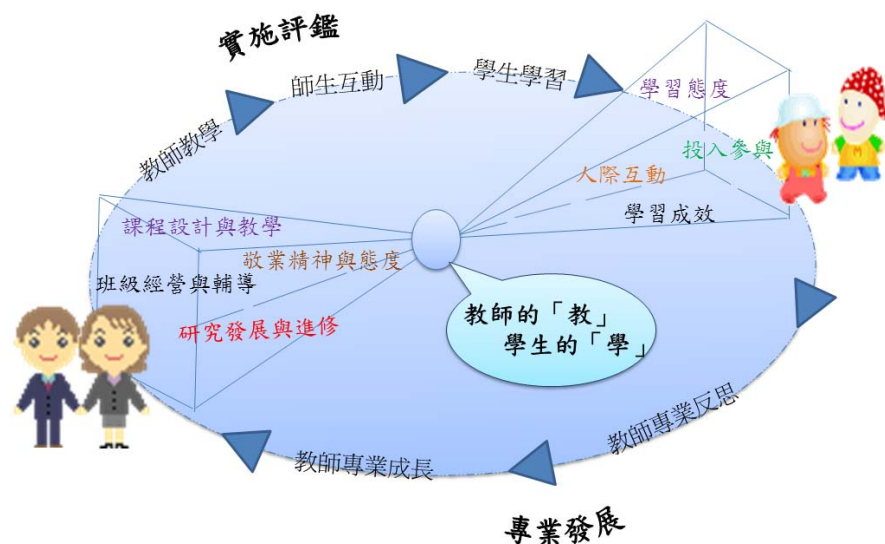 實施評鑑
師生互動
學生學習
教師教學
學習態度
投入參與
人際互動
學習成效
課程設計與教學
敬業精神與態度
班級經營與輔導
研究發展與進修
教師的「教」
學生的「學」
教師專業反思
教師專業成長
專業發展